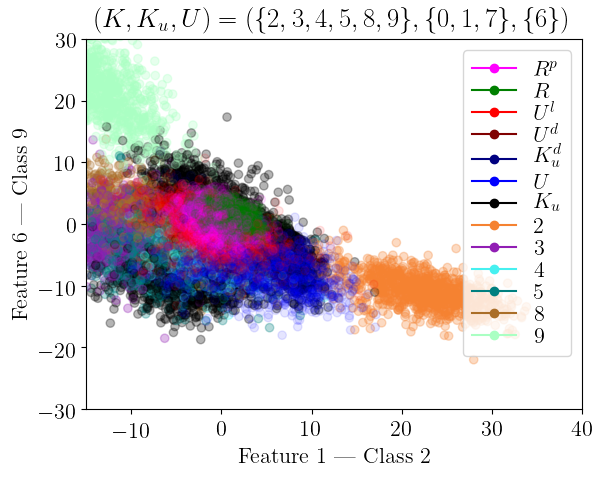 (K, K_u, U) = ({2, 3, 4, 5, 8, 9}, {0, 1, 7}, {6})
30
20
10
0
−10
−20
−30
Feature 6 — Class 9
R^p
R
U^l
U^d
K_u^d
U
K_u
2
3
4
5
8
9
−10
0
10
20
30
40
Feature 1 — Class 2